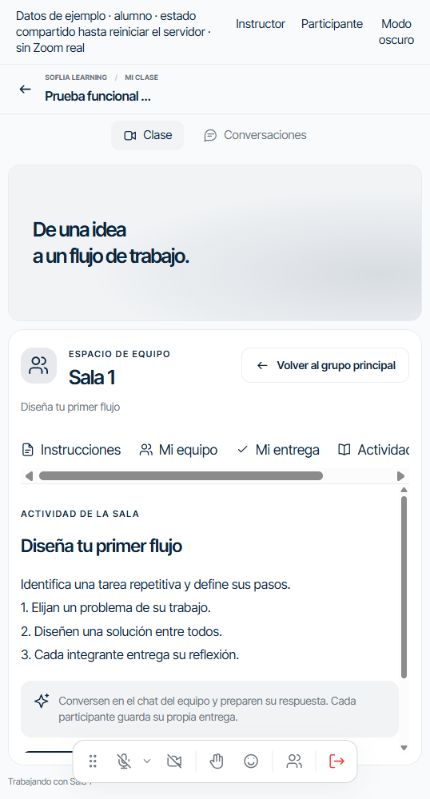 Datos de ejemplo · alumno · estado
compartido hasta reiniciar el servidor ·
sin Zoom real
Instructor
Participante
Modo
oscuro
SOFLIA LEARNING / MI CLASE
Prueba funcional ...
Clase
Conversaciones
De una idea
a un flujo de trabajo.
ESPACIO DE EQUIPO
Sala 1
Volver al grupo principal
Diseña tu primer flujo
Instrucciones
Mi equipo
Mi entrega
Actividad
ACTIVIDAD DE LA SALA
Diseña tu primer flujo
Identifica una tarea repetitiva y define sus pasos.
1. Elijan un problema de su trabajo.
2. Diseñen una solución entre todos.
3. Cada integrante entrega su reflexión.
Conversen en el chat del equipo y preparen su respuesta. Cada
participante guarda su propia entrega.
Trabajando con Sala 1